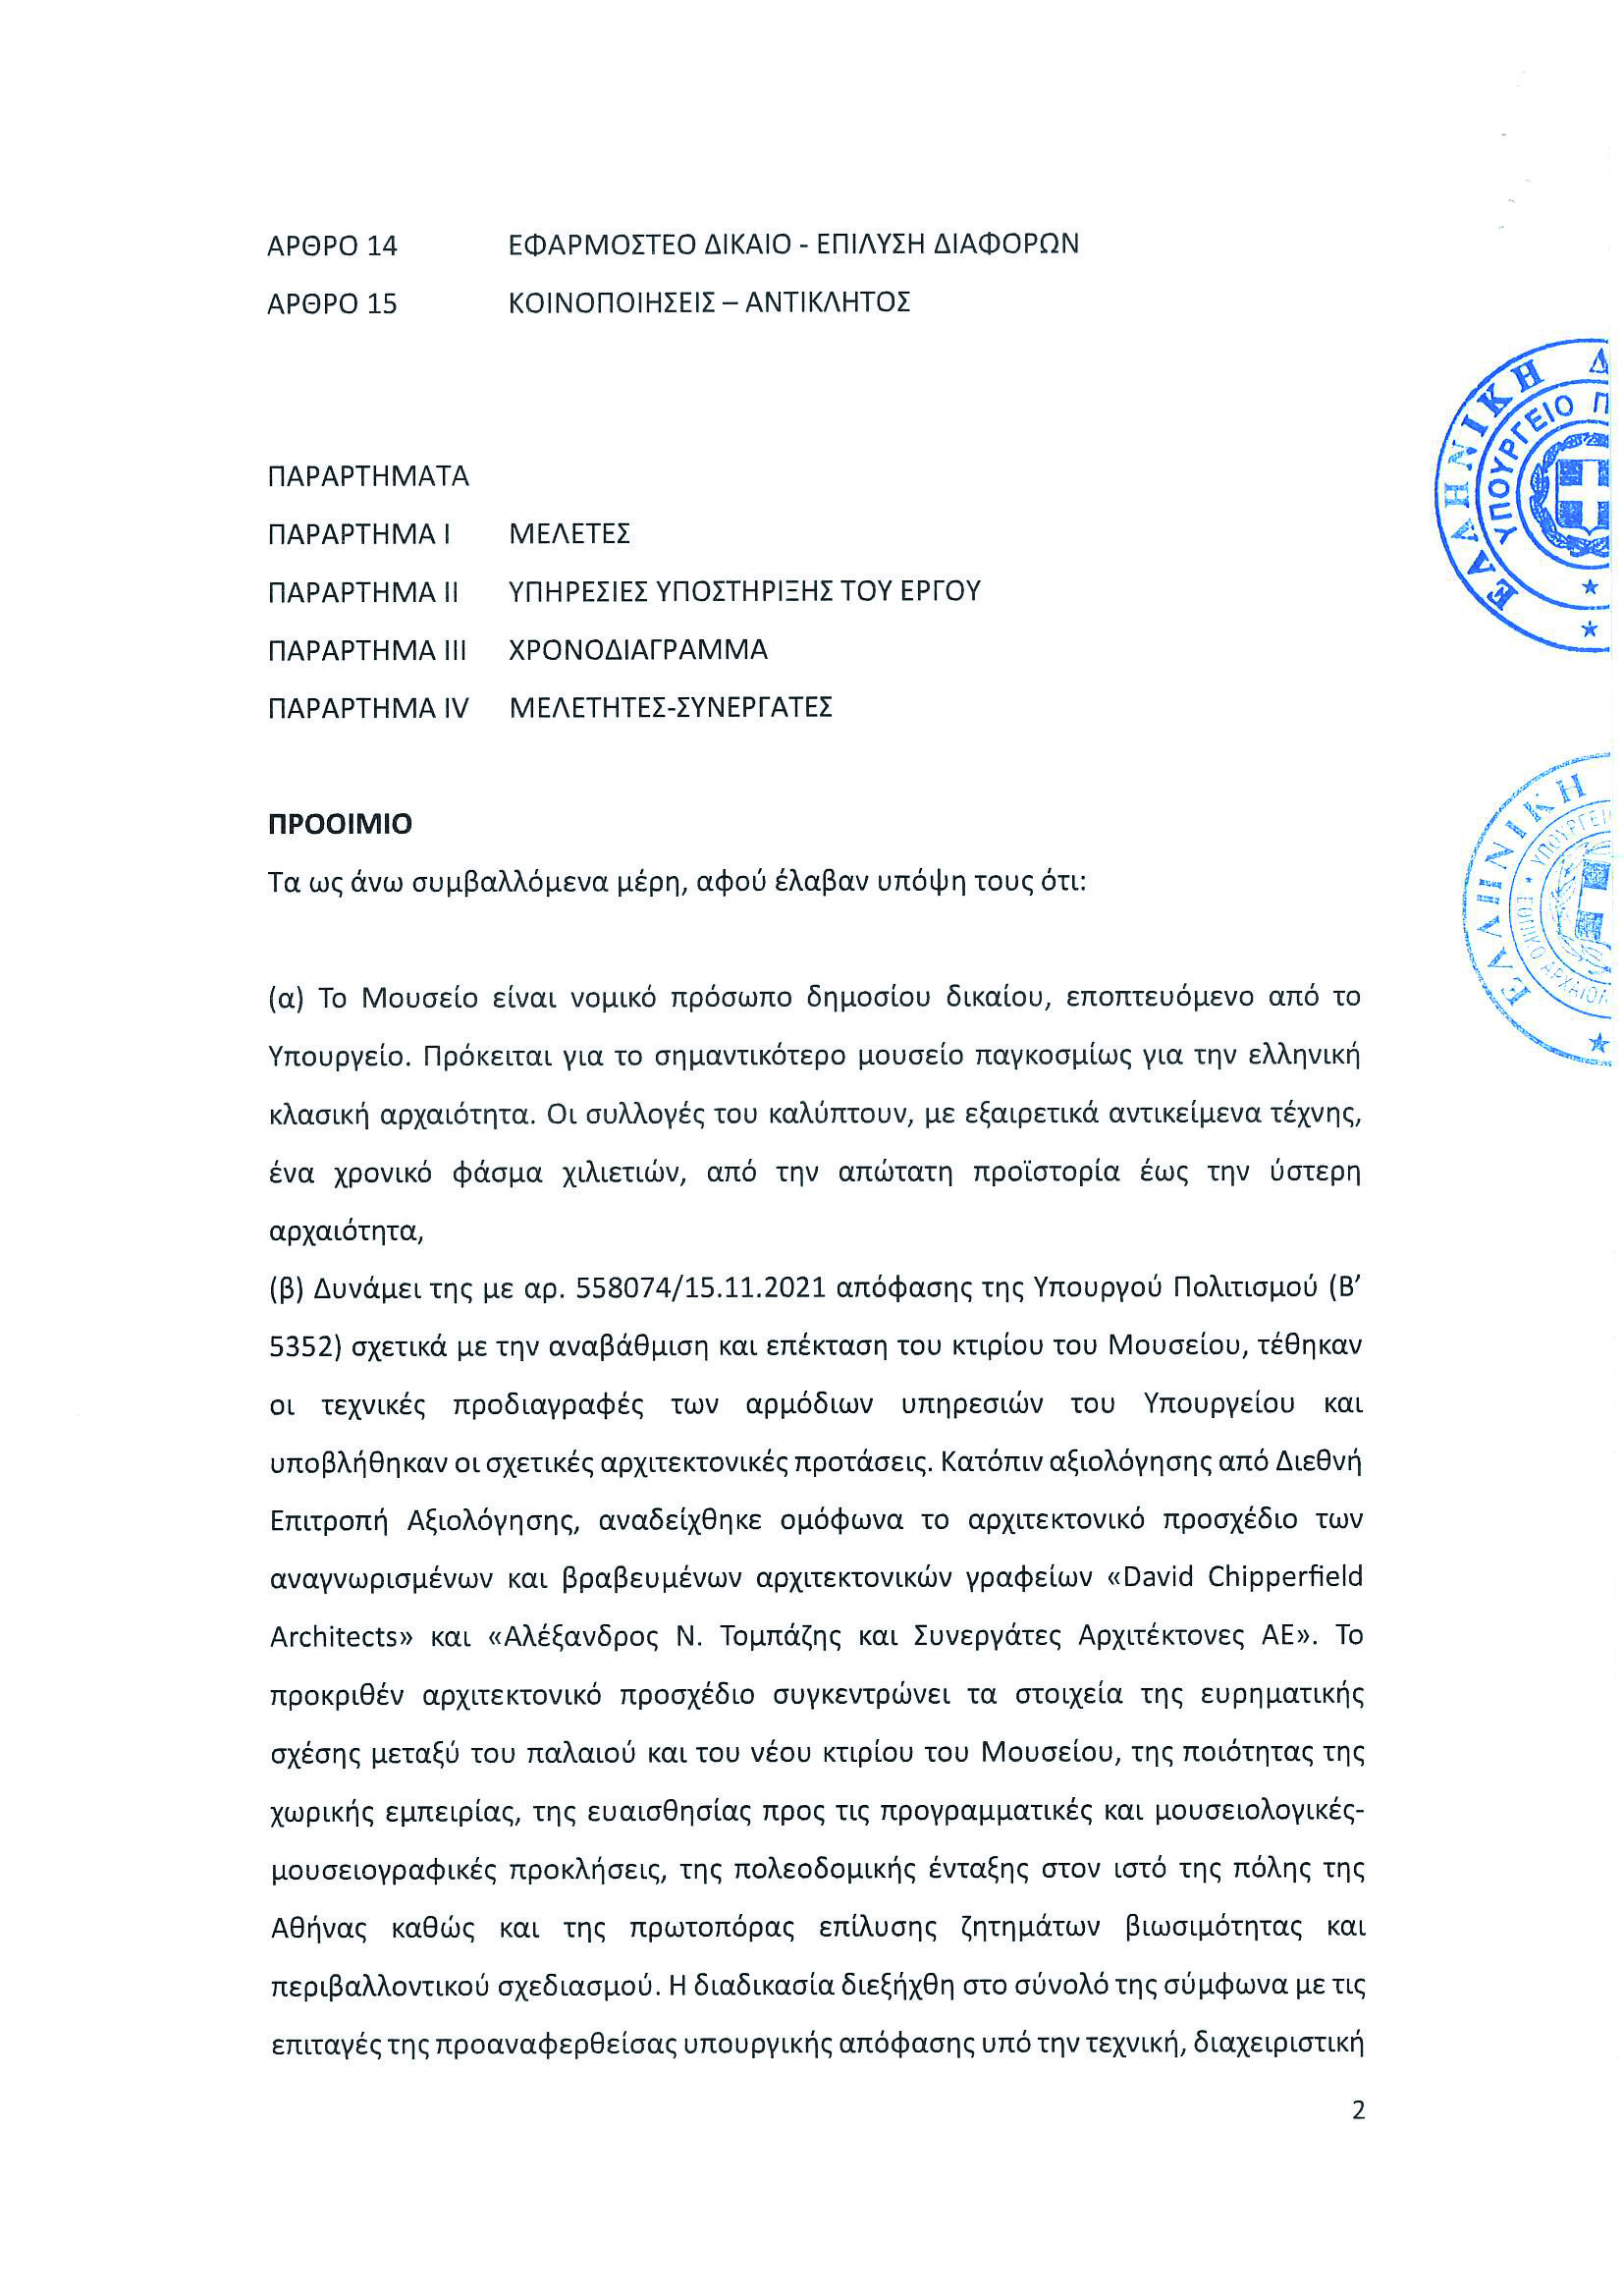 ΑΡΘΡΟ 14 ΕΦΑΡΜΟΣΤΕΟ ΔΙΚΑΙΟ - ΕΠΙΛΥΣΗ ΔΙΑΦΟΡΩΝ
ΑΡΘΡΟ 15 ΚΟΙΝΟΠΟΙΗΣΕΙΣ – ΑΝΤΙΚΛΗΤΟΣ
ΠΑΡΑΡΤΗΜΑΤΑ
ΠΑΡΑΡΤΗΜΑ I ΜΕΛΕΤΕΣ
ΠΑΡΑΡΤΗΜΑ II ΥΠΗΡΕΣΙΕΣ ΥΠΟΣΤΗΡΙΞΗΣ ΤΟΥ ΕΡΓΟΥ
ΠΑΡΑΡΤΗΜΑ III ΧΡΟΝΟΔΙΑΓΡΑΜΜΑ
ΠΑΡΑΡΤΗΜΑ IV ΜΕΛΕΤΗΤΕΣ-ΣΥΝΕΡΓΑΤΕΣ
ΠΡΟΟΙΜΙΟ
Τα ως άνω συμβαλλόμενα μέρη, αφού έλαβαν υπόψη τους ότι:
(α) Το Μουσείο είναι νομικό πρόσωπο δημοσίου δικαίου, εποπτευόμενο από το
Υπουργείο. Πρόκειται για το σημαντικότερο μουσείο παγκοσμίως για την ελληνική
κλασική αρχαιότητα. Οι συλλογές του καλύπτουν, με εξαιρετικά αντικείμενα τέχνης,
ένα χρονικό φάσμα χιλιετιών, από την απώτατη προϊστορία έως την ύστερη
αρχαιότητα,
(β) Δυνάμει της με αρ. 558074/15.11.2021 απόφασης της Υπουργού Πολιτισμού (Β’
5352) σχετικά με την αναβάθμιση και επέκταση του κτιρίου του Μουσείου, τέθηκαν
οι τεχνικές προδιαγραφές των αρμόδιων υπηρεσιών του Υπουργείου και
υποβλήθηκαν οι σχετικές αρχιτεκτονικές προτάσεις. Κατόπιν αξιολόγησης από Διεθνή
Επιτροπή Αξιολόγησης, αναδείχθηκε ομόφωνα το αρχιτεκτονικό προσχέδιο των
αναγνωρισμένων και βραβευμένων αρχιτεκτονικών γραφείων «David Chipperfield
Architects» και «Αλέξανδρος Ν. Τομπάζης και Συνεργάτες Αρχιτέκτονες ΑΕ». Το
προκριθέν αρχιτεκτονικό προσχέδιο συγκεντρώνει τα στοιχεία της ευρηματικής
σχέσης μεταξύ του παλαιού και του νέου κτιρίου του Μουσείου, της ποιότητας της
χωρικής εμπειρίας, της ευαισθησίας προς τις προγραμματικές και μουσειολογικές-
μουσειογραφικές προκλήσεις, της πολεοδομικής ένταξης στον ιστό της πόλης της
Αθήνας καθώς και της πρωτοπόρας επίλυσης ζητημάτων βιωσιμότητας και
περιβαλλοντικού σχεδιασμού. Η διαδικασία διεξήχθη στο σύνολό της σύμφωνα με τις
επιταγές της προαναφερθείσας υπουργικής απόφασης υπό την τεχνική, διαχειριστική
2
ΕΛΛΗΝΙΚΗ Δ
ΥΠΟΥΡΓΕΙΟ Π
ΕΛΛΗΝΙΚΗ